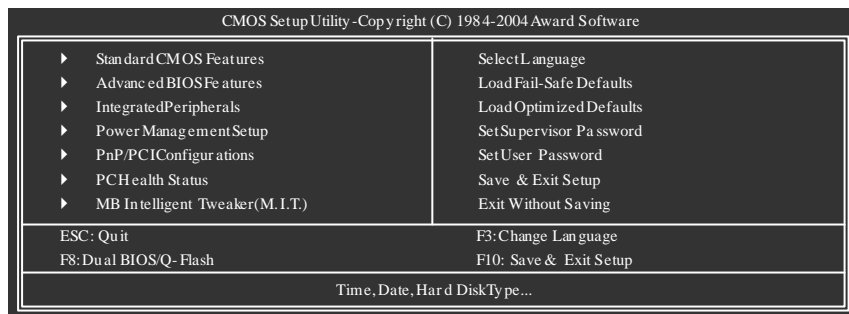 CMOS Setup Utility-Copyright (C) 1984-2004 Award Software
Standard CMOS Features
Advanced BIOS Features
Integrated Peripherals
Power Management Setup
PnP/PCI Configurations
PC Health Status
MB Intelligent Tweaker(M.I.T.)
Select Language
Load Fail-Safe Defaults
Load Optimized Defaults
Set Supervisor Password
Set User Password
Save & Exit Setup
Exit Without Saving
ESC: Quit
F8: Dual BIOS/Q-Flash
F3: Change Language
F10: Save & Exit Setup
Time, Date, Hard Disk Type...